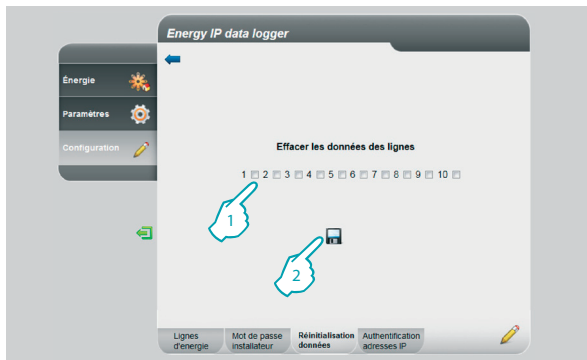 Energy IP data logger
Énergie
Paramètres
Configuration
Effacer les données des lignes
1 2 3 4 5 6 7 8 9 10
1
2
Lignes
d'energie
Mot de passe
installateur
Réinitialisation
données
Authentification
adresses IP